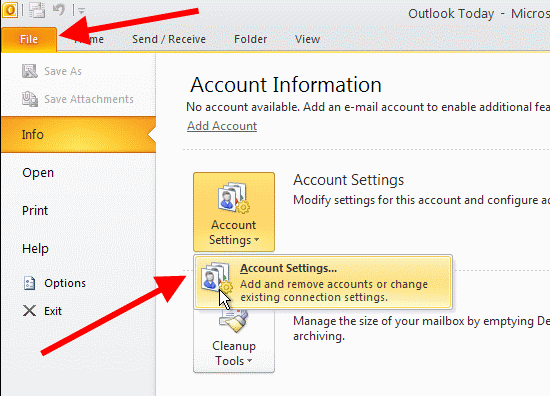 Outlook Today - Micros
File Home Send / Receive Folder View
Save As
Save Attachments
Info
Open
Print
Help
Options
Exit
Account Information
No account available. Add an e-mail account to enable additional fea
Add Account
Account
Settings
Account Settings
Modify settings for this account and configure ad
Account Settings...
Add and remove accounts or change
existing connection settings.
Cleanup
Tools
Manage the size of your mailbox by emptying De
archiving.